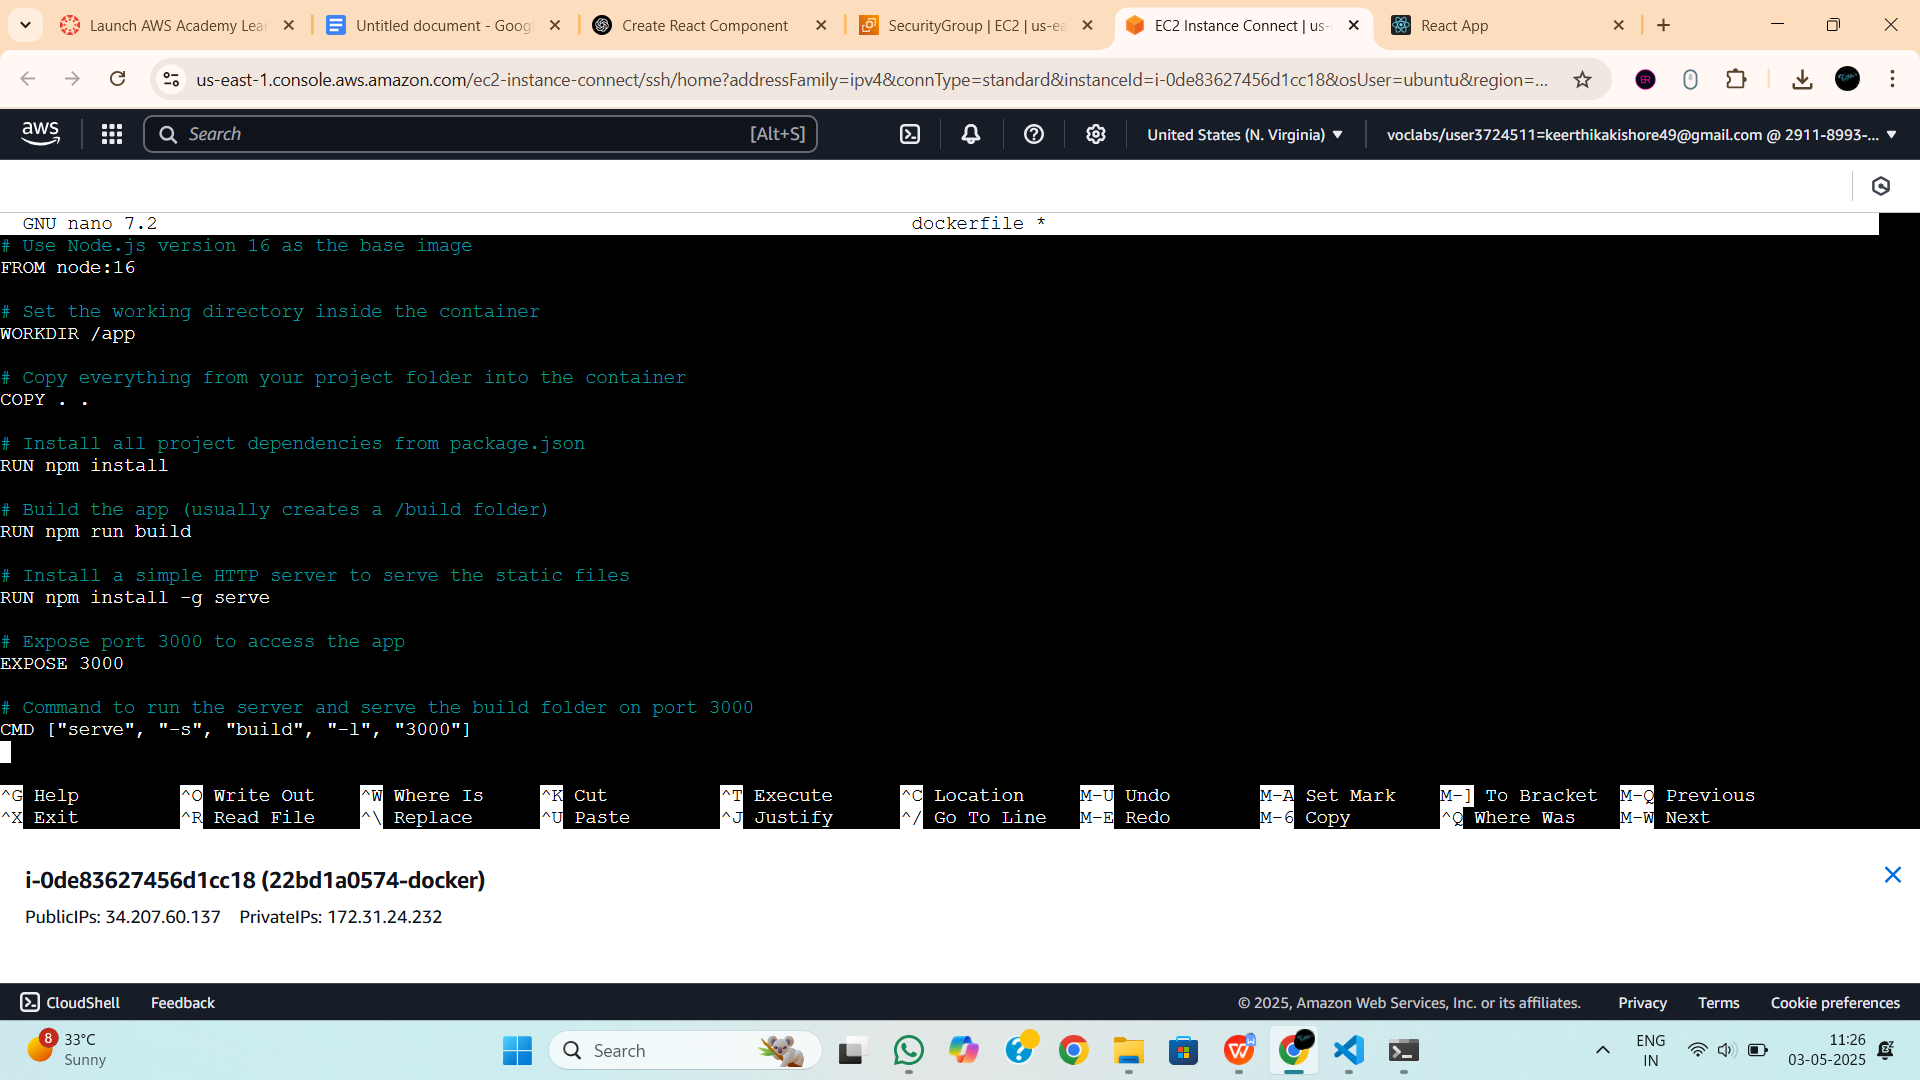 Launch AWS Academy Lea
Untitled document - Goog
Create React Component
SecurityGroup | EC2 | us-ea
EC2 Instance Connect | us-
React App
us-east-1.console.aws.amazon.com/ec2-instance-connect/ssh/home?addressFamily=ipv4&connType=standard&instanceId=i-0de83627456d1cc18&osUser=ubuntu&region=...
aws
Search
[Alt+S]
United States (N. Virginia)
voclabs/user3724511=keerthikakishore49@gmail.com @ 2911-8993-...
GNU nano 7.2 dockerfile *
# Use Node.js version 16 as the base image
FROM node:16
# Set the working directory inside the container
WORKDIR /app
# Copy everything from your project folder into the container
COPY . .
# Install all project dependencies from package.json
RUN npm install
# Build the app (usually creates a /build folder)
RUN npm run build
# Install a simple HTTP server to serve the static files
RUN npm install -g serve
# Expose port 3000 to access the app
EXPOSE 3000
# Command to run the server and serve the build folder on port 3000
CMD ["serve", "-s", "build", "-l", "3000"]
^G Help ^O Write Out ^W Where Is ^K Cut ^T Execute ^C Location M-U Undo M-A Set Mark M-] To Bracket M-Q Previous
^X Exit ^R Read File ^\ Replace ^U Paste ^J Justify ^/ Go To Line M-E Redo M-6 Copy ^Q Where Was M-W Next
i-0de83627456d1cc18 (22bd1a0574-docker)
PublicIPs: 34.207.60.137 PrivateIPs: 172.31.24.232
CloudShell Feedback
© 2025, Amazon Web Services, Inc. or its affiliates. Privacy Terms Cookie preferences
8
33°C
Sunny
Search
ENG
IN
11:26
03-05-2025